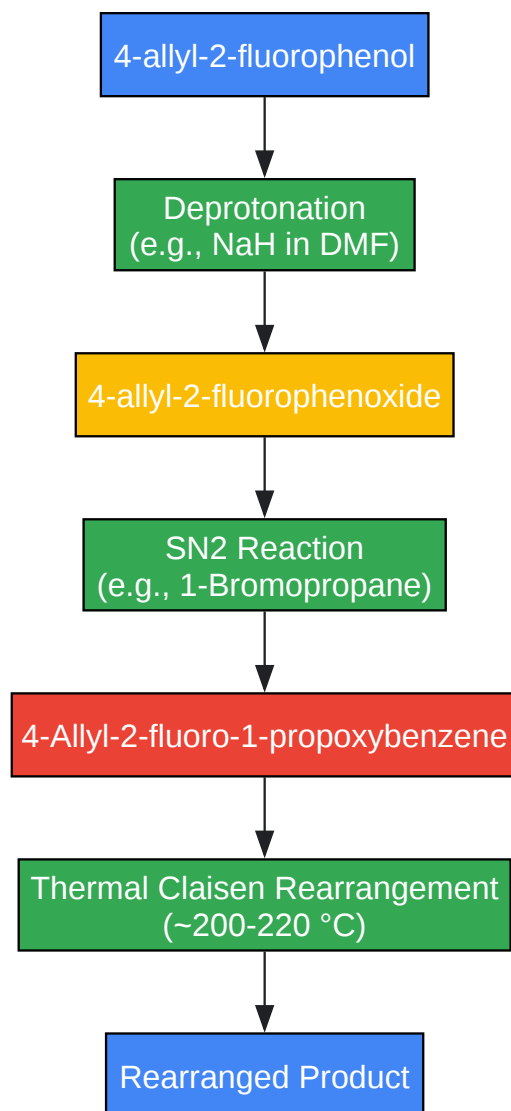 4-allyl-2-fluorophenol
Deprotonation
(e.g., NaH in DMF)
4-allyl-2-fluorophenoxide
SN2 Reaction
(e.g., 1-Bromopropane)
4-Allyl-2-fluoro-1-propoxybenzene
Thermal Claisen Rearrangement
(~200-220 °C)
Rearranged Product